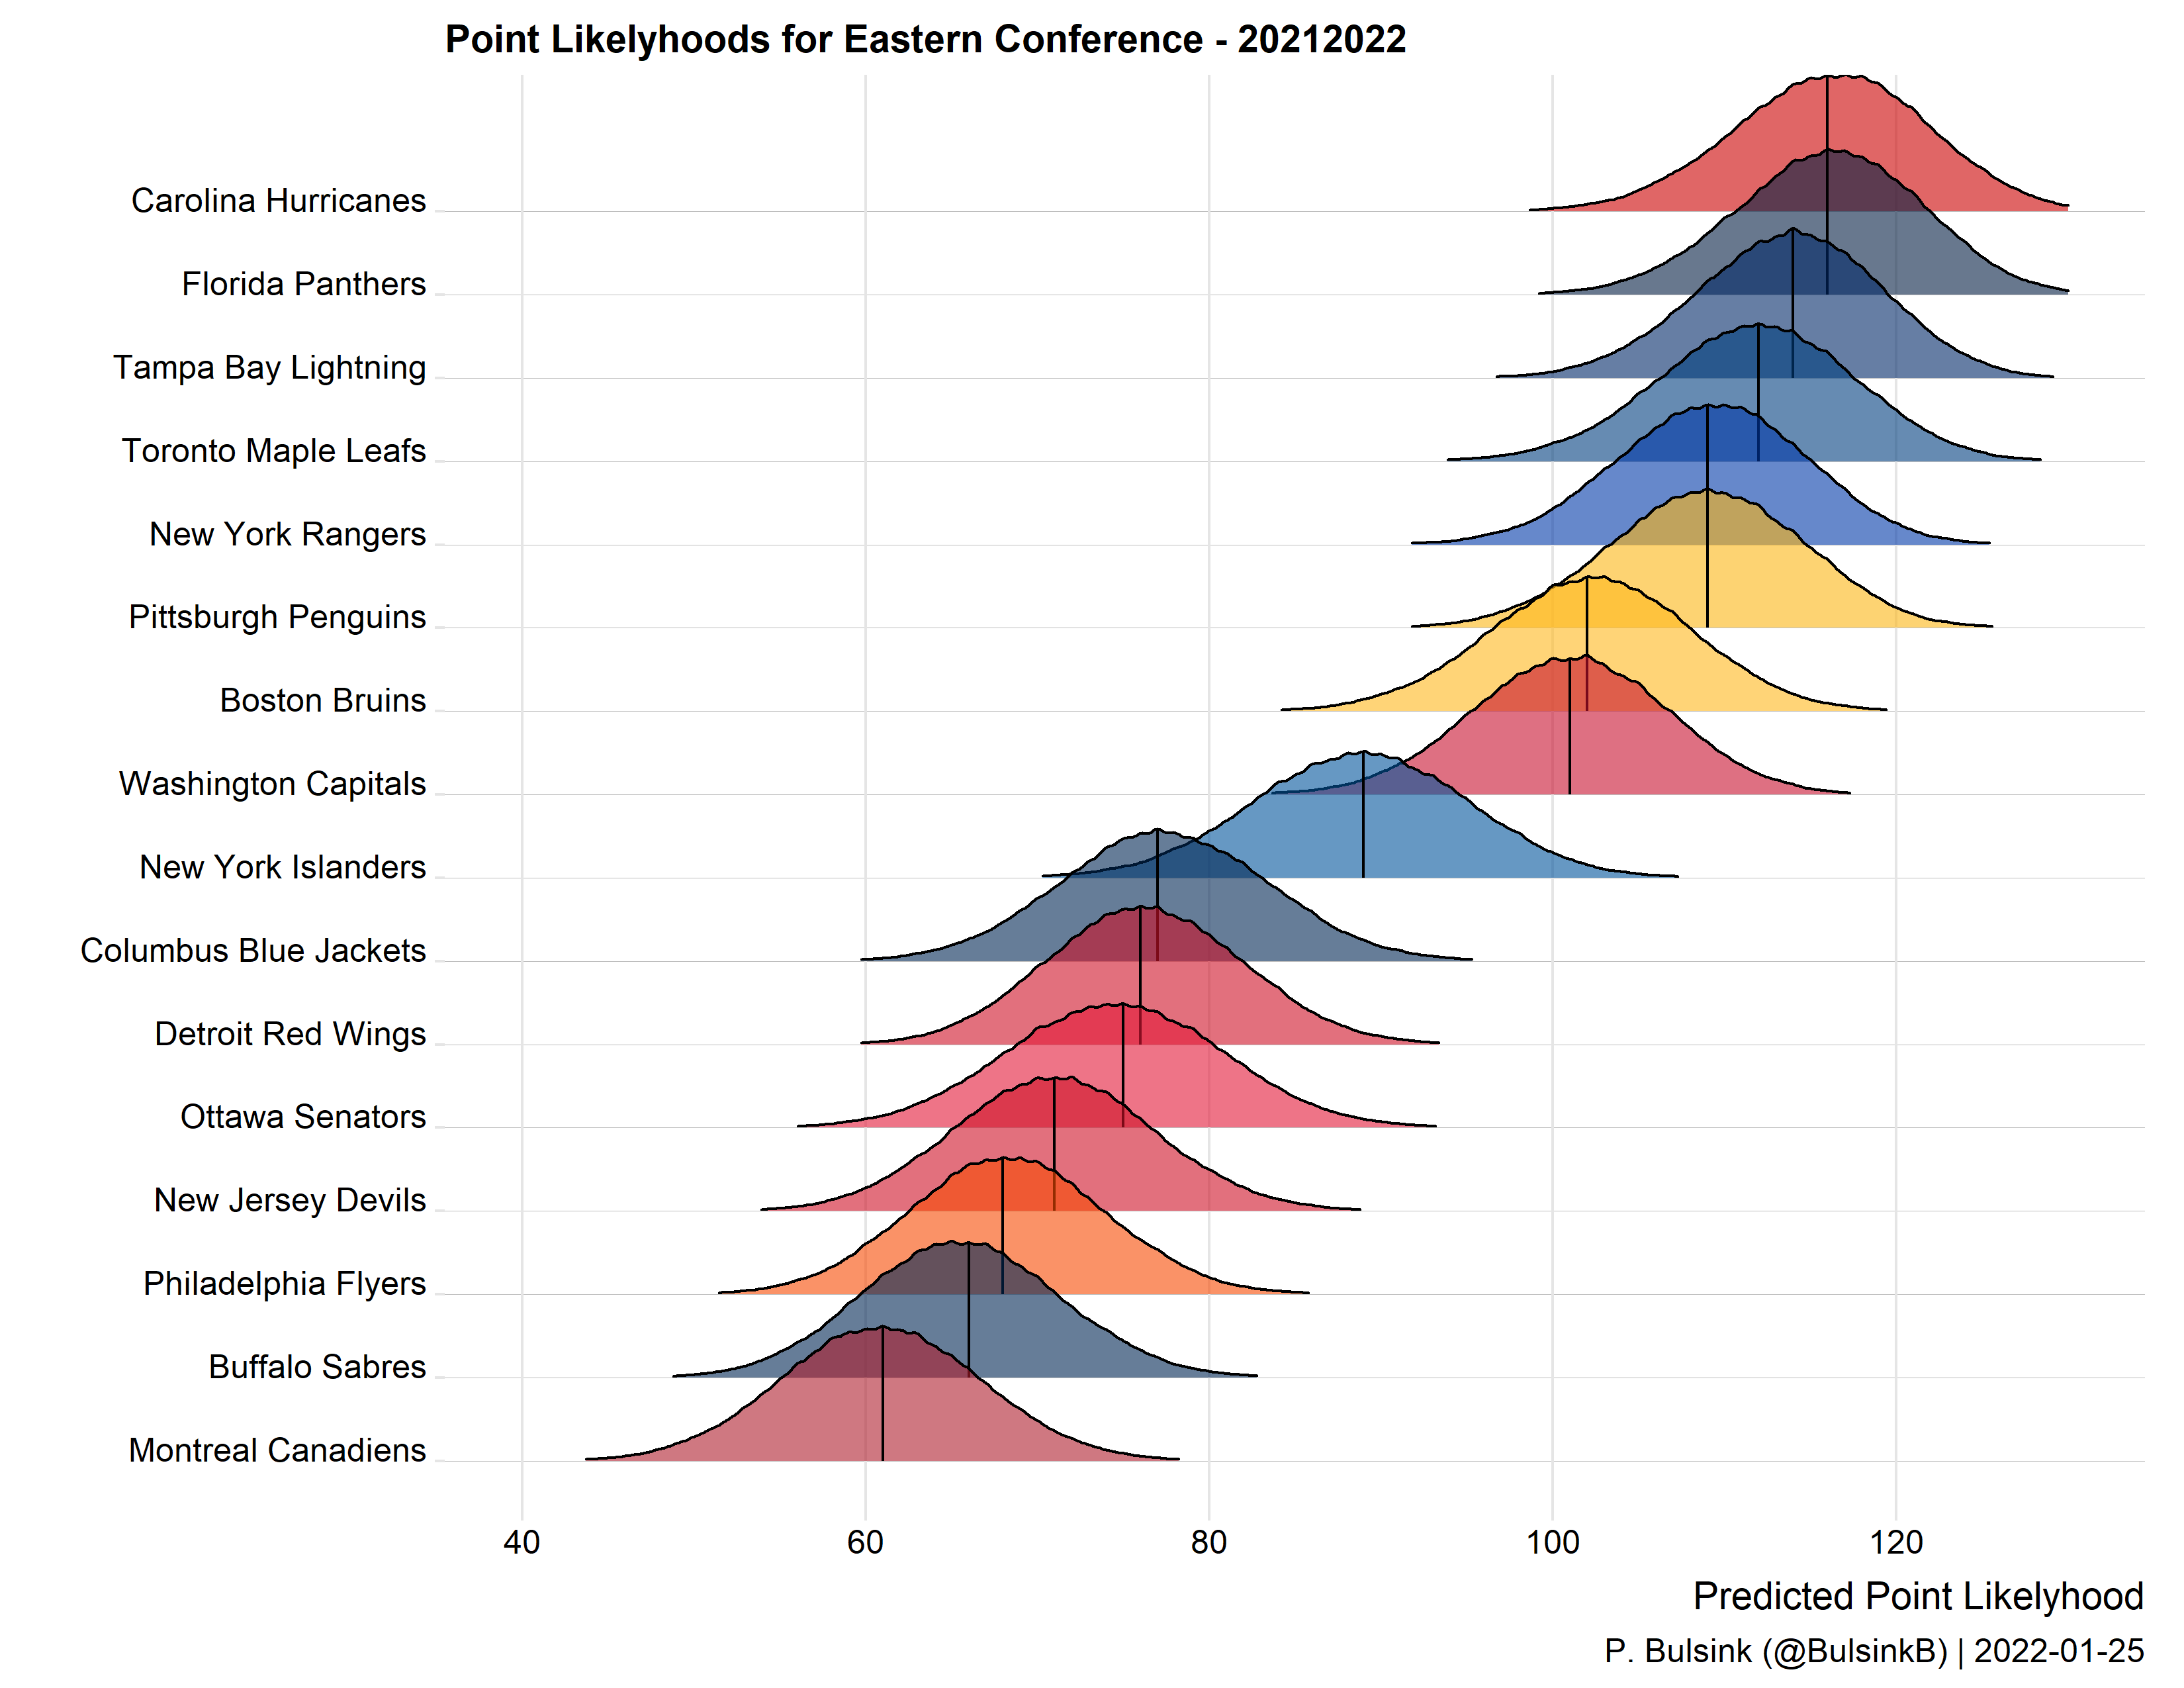 Point Likelyhoods for Eastern Conference - 20212022
Carolina Hurricanes
Florida Panthers
Tampa Bay Lightning
Toronto Maple Leafs
New York Rangers
Pittsburgh Penguins
Boston Bruins
Washington Capitals
New York Islanders
Columbus Blue Jackets
Detroit Red Wings
Ottawa Senators
New Jersey Devils
Philadelphia Flyers
Buffalo Sabres
Montreal Canadiens
40 60 80 100 120
Predicted Point Likelyhood
P. Bulsink (@BulsinkB) | 2022-01-25